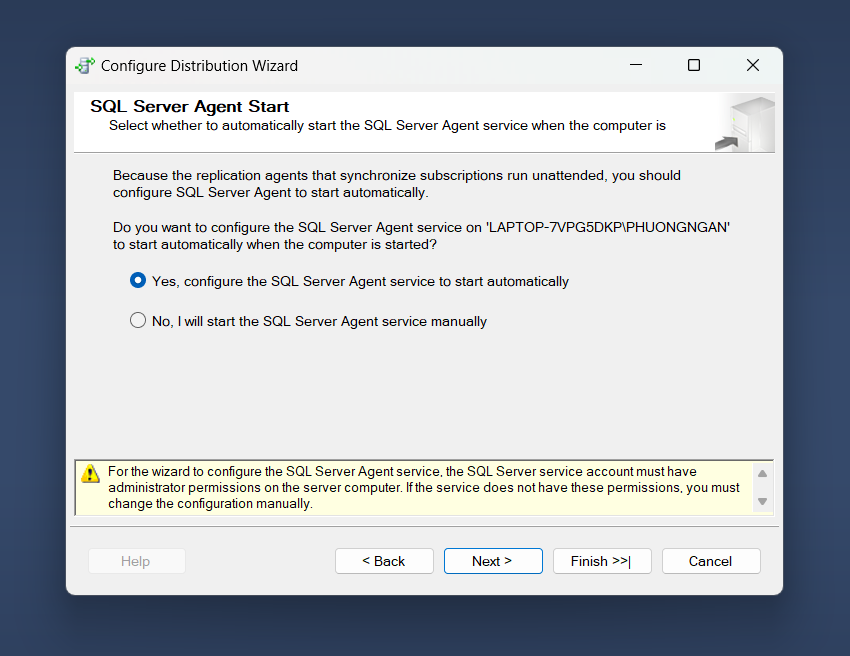 Configure Distribution Wizard
SQL Server Agent Start
Select whether to automatically start the SQL Server Agent service when the computer is
Because the replication agents that synchronize subscriptions run unattended, you should
configure SQL Server Agent to start automatically.
Do you want to configure the SQL Server Agent service on 'LAPTOP-7VPG5DKP\PHUONGNGAN'
to start automatically when the computer is started?
Yes, configure the SQL Server Agent service to start automatically
No, I will start the SQL Server Agent service manually
For the wizard to configure the SQL Server Agent service, the SQL Server service account must have
administrator permissions on the server computer. If the service does not have these permissions, you must
change the configuration manually.
Help
< Back
Next >
Finish >>|
Cancel